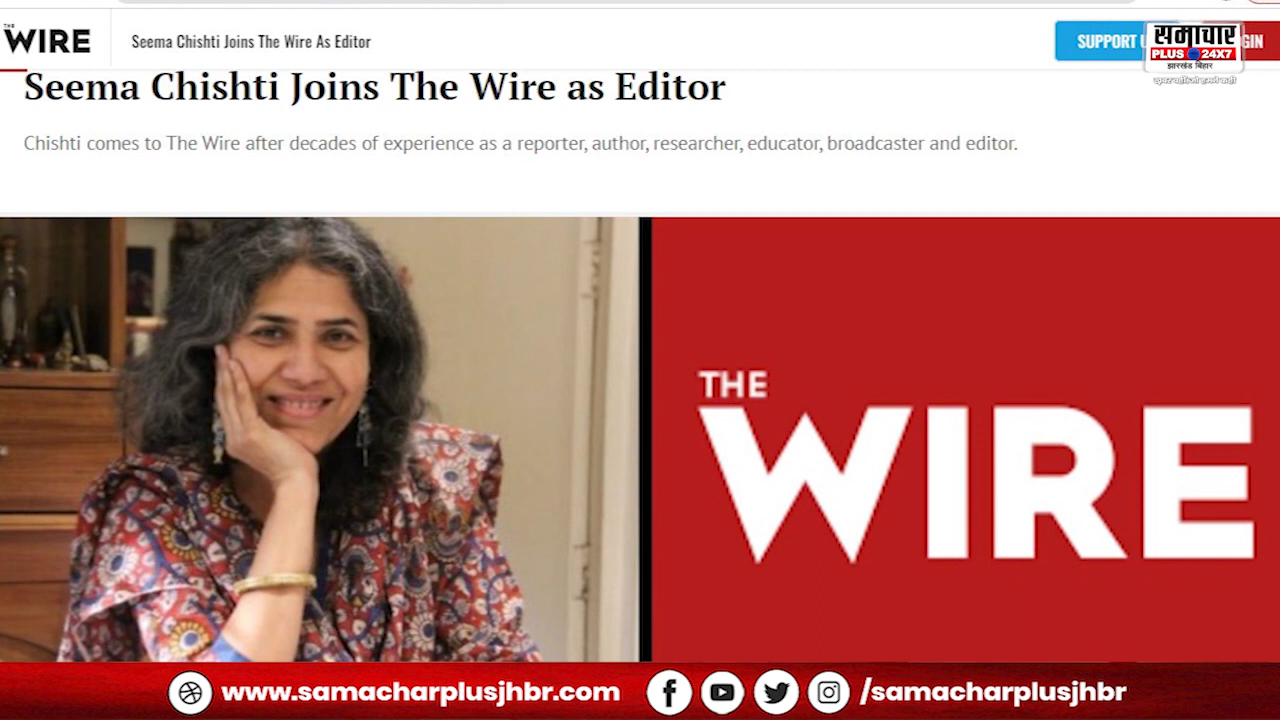 THE
WIRE
Seema Chishti Joins The Wire As Editor
SUPPORT U
GIN
समाचार
PLUS 24X7
झारखंड बिहार
Seema Chishti Joins The Wire as Editor
Chishti comes to The Wire after decades of experience as a reporter, author, researcher, educator, broadcaster and editor.
THE
WIRE
www.samacharplusjhbr.com
/samacharplusjhbr